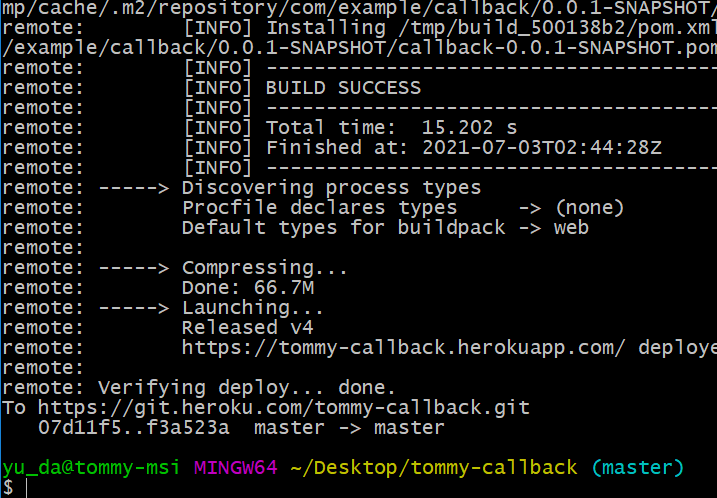 mp/cache/.m2/repository/com/example/callback/0.0.1-SNAPSHOT/
remote:        [INFO] Installing /tmp/build_500138b2/pom.xml
/example/callback/0.0.1-SNAPSHOT/callback-0.0.1-SNAPSHOT.pom
remote:        [INFO] ----------------------------------------
remote:        [INFO] BUILD SUCCESS
remote:        [INFO] ----------------------------------------
remote:        [INFO] Total time:  15.202 s
remote:        [INFO] Finished at: 2021-07-03T02:44:28Z
remote:        [INFO] ----------------------------------------
remote: -----> Discovering process types
remote:        Procfile declares types     -> (none)
remote:        Default types for buildpack -> web
remote:
remote: -----> Compressing...
remote:        Done: 66.7M
remote: -----> Launching...
remote:        Released v4
remote:        https://tommy-callback.herokuapp.com/ deploye
remote:
remote: Verifying deploy... done.
To https://git.heroku.com/tommy-callback.git
   07d11f5..f3a523a  master -> master
yu_da@tommy-msi MINGW64 ~/Desktop/tommy-callback (master)
$